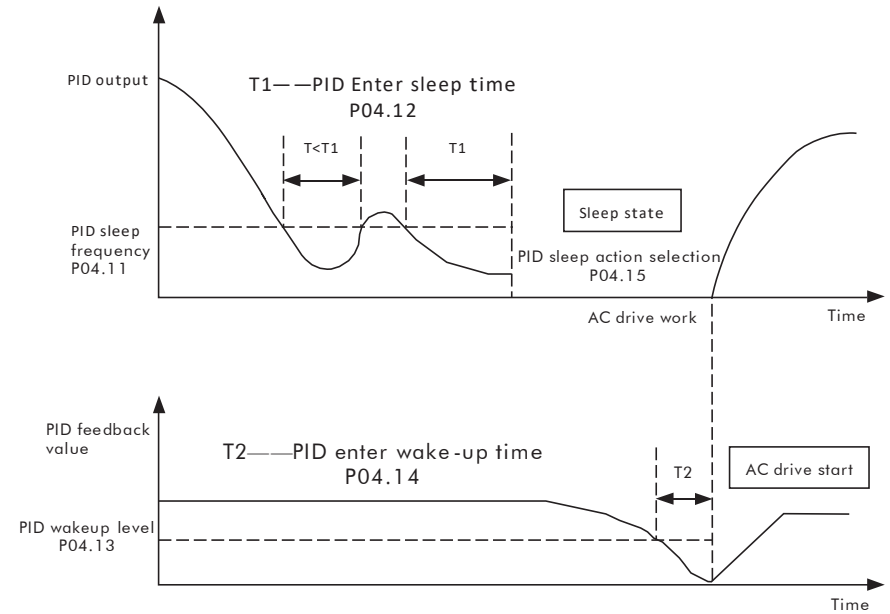 PID output
T1— —PID Enter sleep time
P04.12
T<T1
T1
Sleep state
PID sleep
frequency
P04.11
PID sleep action selection
P04.15
AC drive work
Time
PID feedback
value
T2——PID enter wake-up time
P04.14
T2
AC drive start
PID wakeup level
P04.13
Time